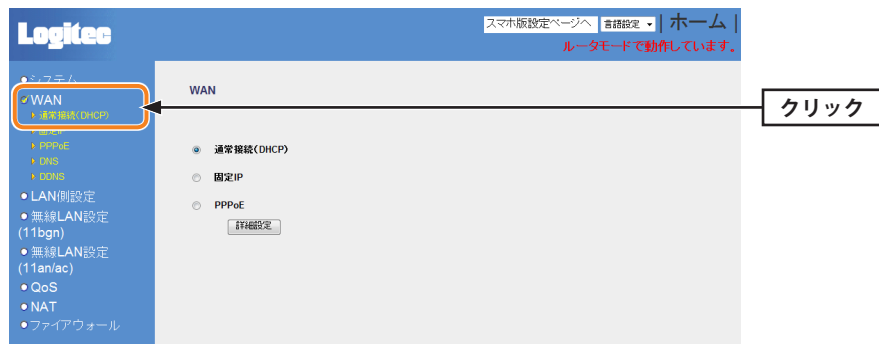 Logitec
スマホ版設定ページへ 言語設定 | ホーム |
ルータモードで動作しています。
システム
WAN
通常接続(DHCP)
固定IP
PPPoE
DNS
DDNS
LAN側設定
無線LAN設定
(11bgn)
無線LAN設定
(11an/ac)
QoS
NAT
ファイアウォール
WAN
通常接続(DHCP)
固定IP
PPPoE
詳細設定
クリック